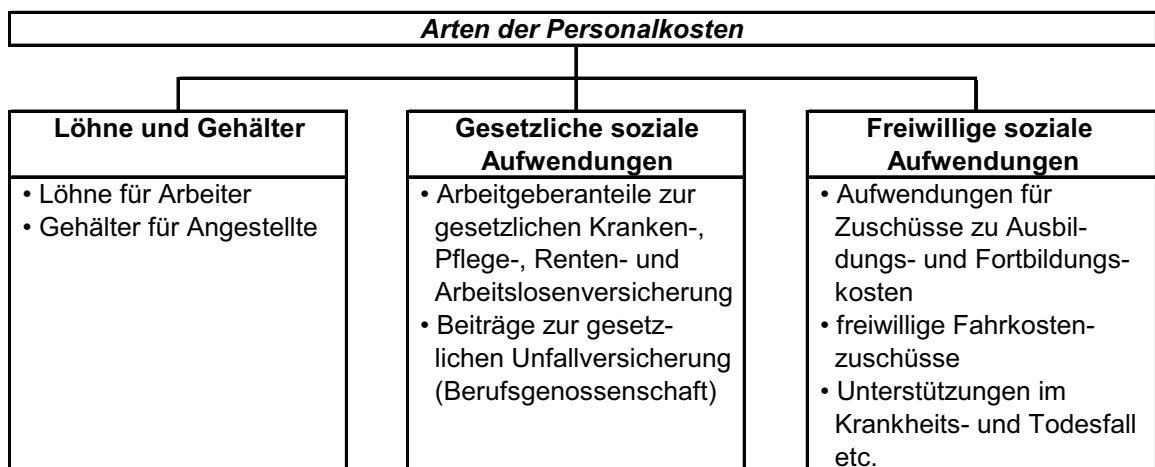 Arten der Personalkosten
Löhne und Gehälter
• Löhne für Arbeiter
• Gehälter für Angestellte
Gesetzliche soziale
Aufwendungen
• Arbeitgeberanteile zur
gesetzlichen Kranken-,
Pflege-, Renten- und
Arbeitslosenversicherung
• Beiträge zur gesetz-
lichen Unfallversicherung
(Berufsgenossenschaft)
Freiwillige soziale
Aufwendungen
• Aufwendungen für
Zuschüsse zu Ausbil-
dungs- und Fortbildungs-
kosten
• freiwillige Fahrkosten-
zuschüsse
• Unterstützungen im
Krankheits- und Todesfall
etc.